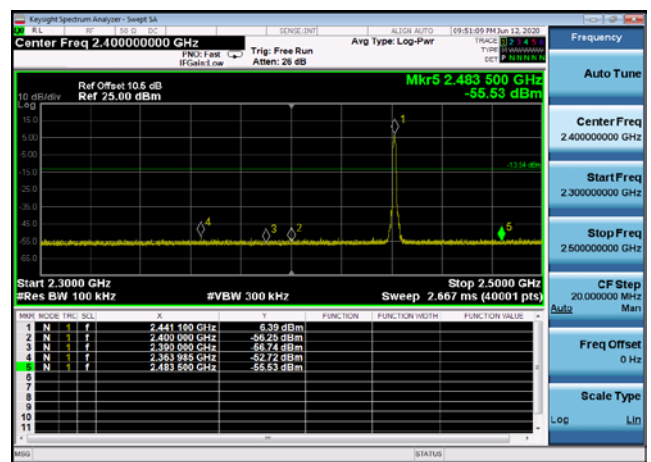 Keysight Spectrum Analyzer - Swept SA
RL RF 50 Ω DC SENSE:INT ALIGN AUTO 09:51:09 PM Jun 12, 2020
Center Freq 2.400000000 GHz
PNO: Fast
IFGain:Low
Trig: Free Run
Atten: 26 dB
Avg Type: Log-Pwr
TRACE 1 2 3 4 5 6
TYPE
DET P N N N N N
Ref Offset 10.5 dB
Ref 25.00 dBm
10 dB/div
Log
Mkr5 2.483 500 GHz
-55.53 dBm
15.0
5.00
-5.00
-15.0
-25.0
-35.0
-45.0
-55.0
-65.0
-13.54 dBm
1
4
3
2
5
Start 2.3000 GHz
Stop 2.5000 GHz
#Res BW 100 kHz
#VBW 300 kHz
Sweep 2.667 ms (40001 pts)
MKR MODE TRC SCL X Y FUNCTION FUNCTION WIDTH FUNCTION VALUE
1 N 1 f 2.441 100 GHz 6.39 dBm
2 N 1 f 2.400 000 GHz -56.25 dBm
3 N 1 f 2.390 000 GHz -56.74 dBm
4 N 1 f 2.363 985 GHz -52.72 dBm
5 N 1 f 2.483 500 GHz -55.53 dBm
6
7
8
9
10
11
MSG
STATUS
Frequency
Auto Tune
Center Freq
2.400000000 GHz
Start Freq
2.300000000 GHz
Stop Freq
2.500000000 GHz
CF Step
20.000000 MHz
Auto Man
Freq Offset
0 Hz
Scale Type
Log Lin